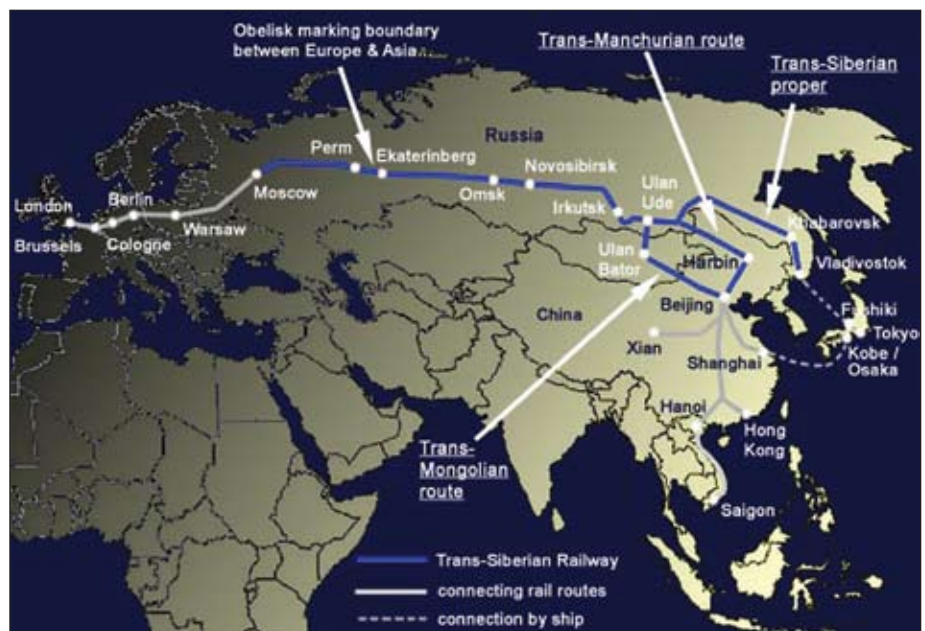 Obelisk marking boundary
between Europe & Asia...
Trans-Manchurian route
Trans-Siberian
proper
Russia
Perm
Ekaterinberg
Novosibirsk
Moscow
Omsk
Irkutsk
Ulan
Ude
Khabarovsk
London
Berlin
Brussels
Cologne
Warsaw
Ulan
Bator
Harbin
Vladivostok
Beijing
China
Fushiki
Tokyo
Xian
Shanghai
Kobe /
Osaka
Hanoi
Hong
Kong
Trans-
Mongolian
route
Saigon
Trans-Siberian Railway
connecting rail routes
connection by ship